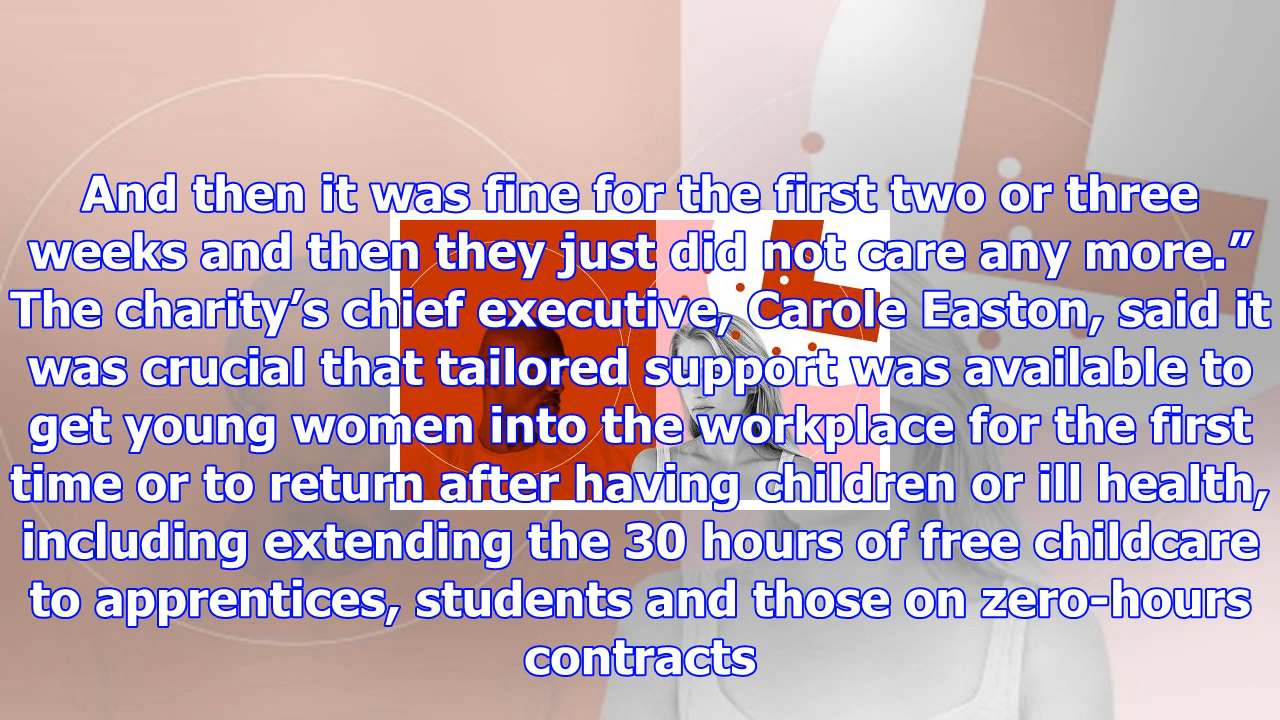 And then it was fine for the first two or three
weeks and then they just did not care any more.”
The charity’s chief executive, Carole Easton, said it
was crucial that tailored support was available to
get young women into the workplace for the first
time or to return after having children or ill health,
including extending the 30 hours of free childcare
to apprentices, students and those on zero-hours
contracts